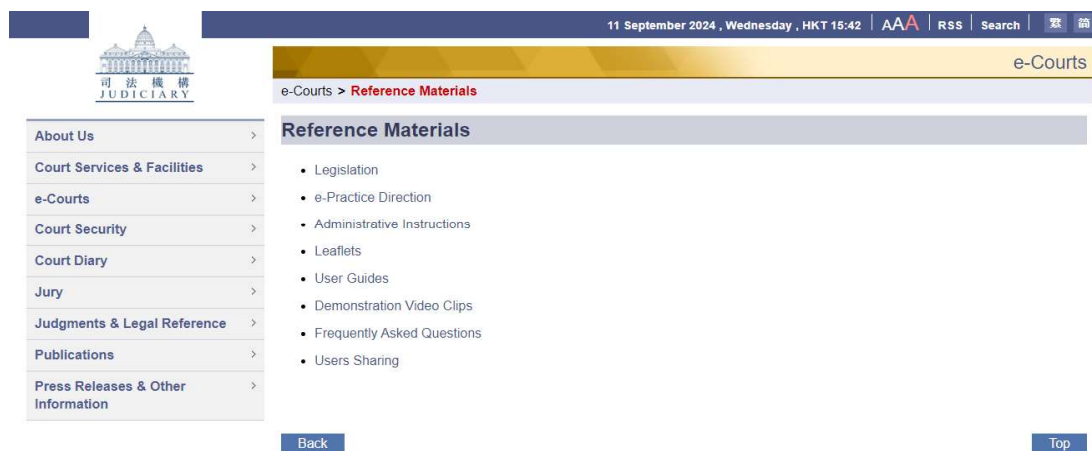 11 September 2024 , Wednesday , HKT 15:42 | AAA | RSS | Search | 繁 簡
司 法 機 構
JUDICIARY
e-Courts
e-Courts > Reference Materials
About Us
Court Services & Facilities
e-Courts
Court Security
Court Diary
Jury
Judgments & Legal Reference
Publications
Press Releases & Other
Information
Reference Materials
• Legislation
• e-Practice Direction
• Administrative Instructions
• Leaflets
• User Guides
• Demonstration Video Clips
• Frequently Asked Questions
• Users Sharing
Back
Top